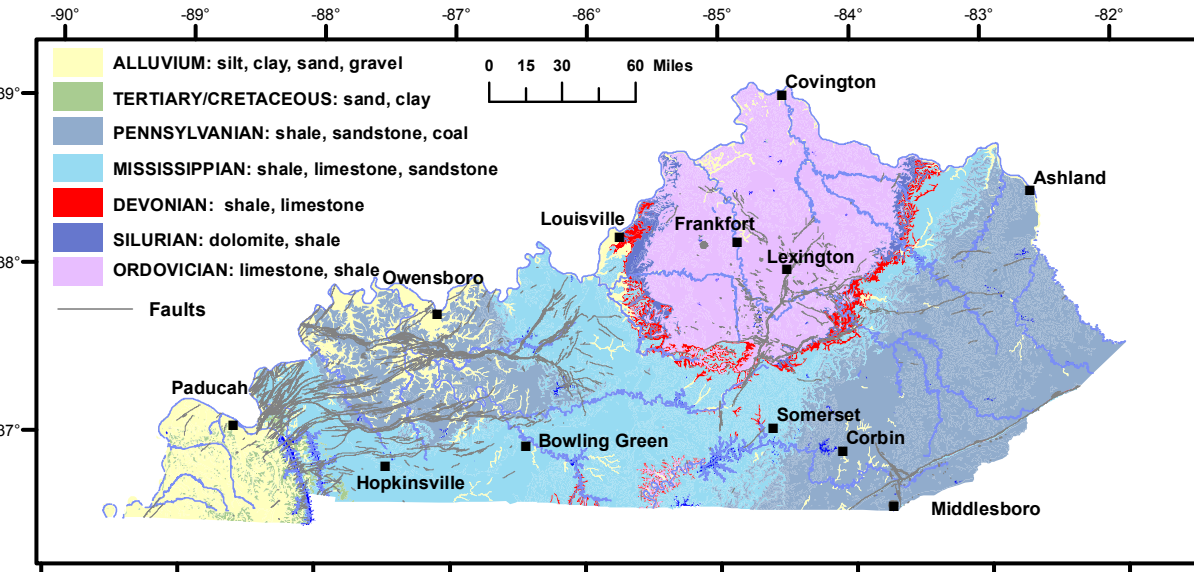 -90° -89° -88° -87° -86° -85° -84° -83° -82°
ALLUVIUM: silt, clay, sand, gravel
0 15 30 60 Miles
Covington
39°
TERTIARY/CRETACEOUS: sand, clay
PENNSYLVANIAN: shale, sandstone, coal
MISSISSIPPIAN: shale, limestone, sandstone
Ashland
DEVONIAN: shale, limestone
Louisville
Frankfort
SILURIAN: dolomite, shale
Lexington
38°
ORDOVICIAN: limestone, shale
Owensboro
Faults
Paducah
Somerset
37°
Bowling Green
Corbin
Hopkinsville
Middlesboro